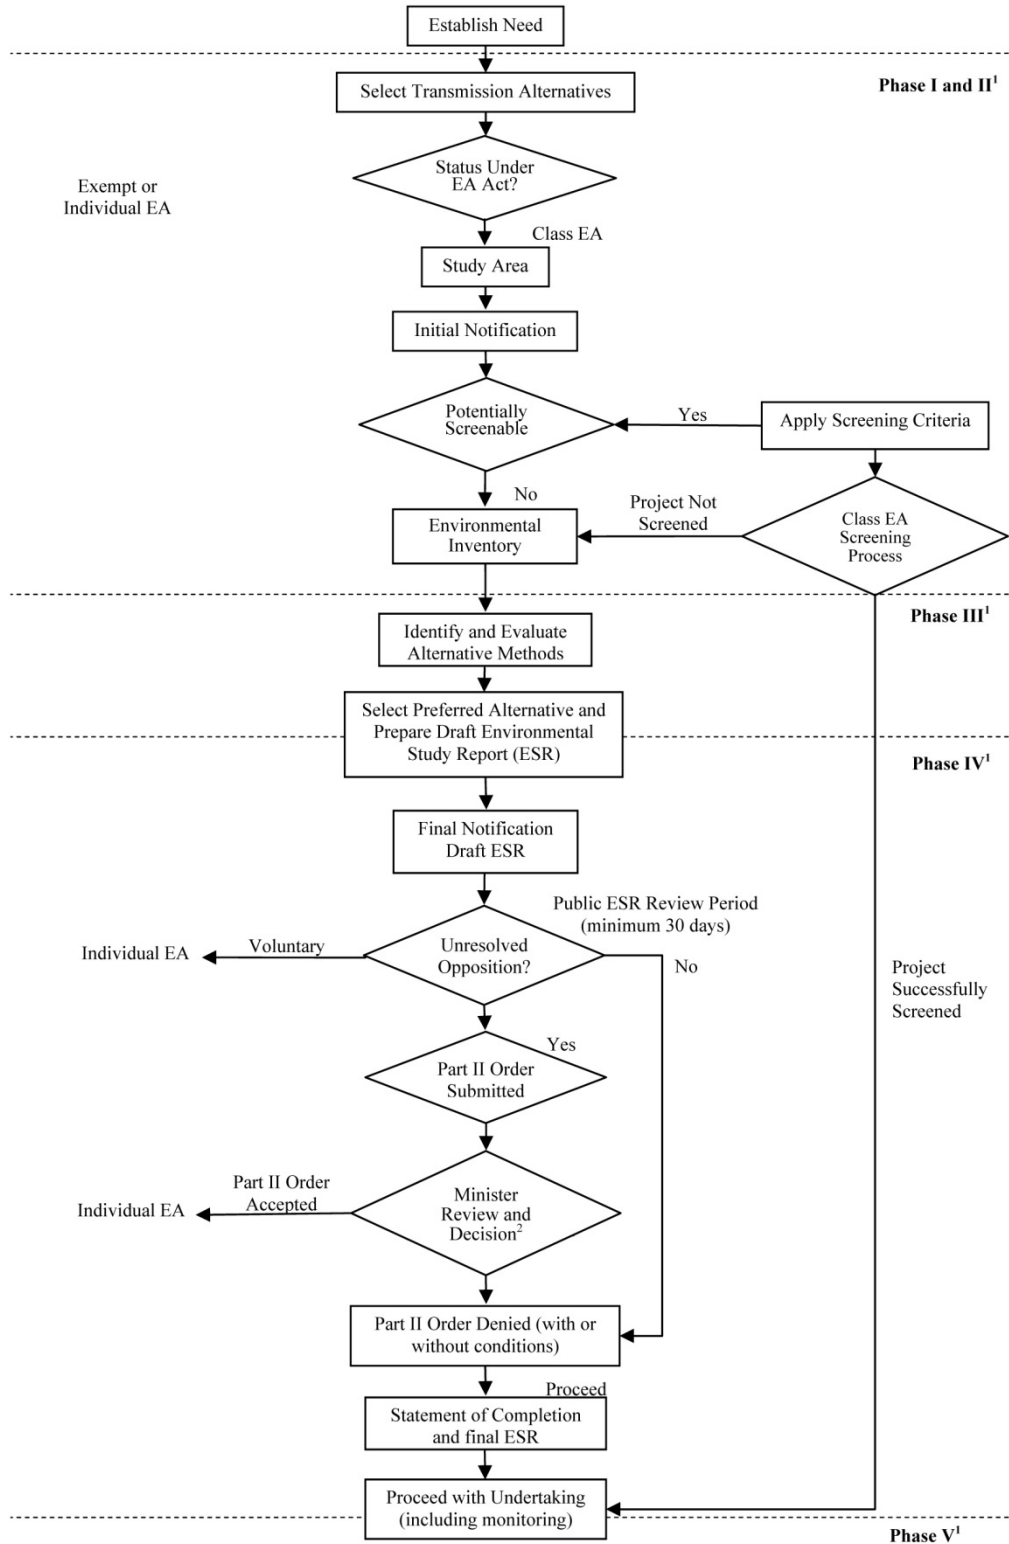 Establish Need
Phase I and II¹
Select Transmission Alternatives
Status Under
EA Act?
Exempt or
Individual EA
Class EA
Study Area
Initial Notification
Potentially
Screenable
Yes
Apply Screening Criteria
No
Project Not
Screened
Class EA
Screening
Process
Environmental
Inventory
Phase III¹
Identify and Evaluate
Alternative Methods
Select Preferred Alternative and
Prepare Draft Environmental
Study Report (ESR)
Phase IV¹
Final Notification
Draft ESR
Public ESR Review Period
(minimum 30 days)
Individual EA
Voluntary
Unresolved
Opposition?
No
Project
Successfully
Screened
Yes
Part II Order
Submitted
Individual EA
Part II Order
Accepted
Minister
Review and
Decision²
Part II Order Denied (with or
without conditions)
Proceed
Statement of Completion
and final ESR
Proceed with Undertaking
(including monitoring)
Phase V¹